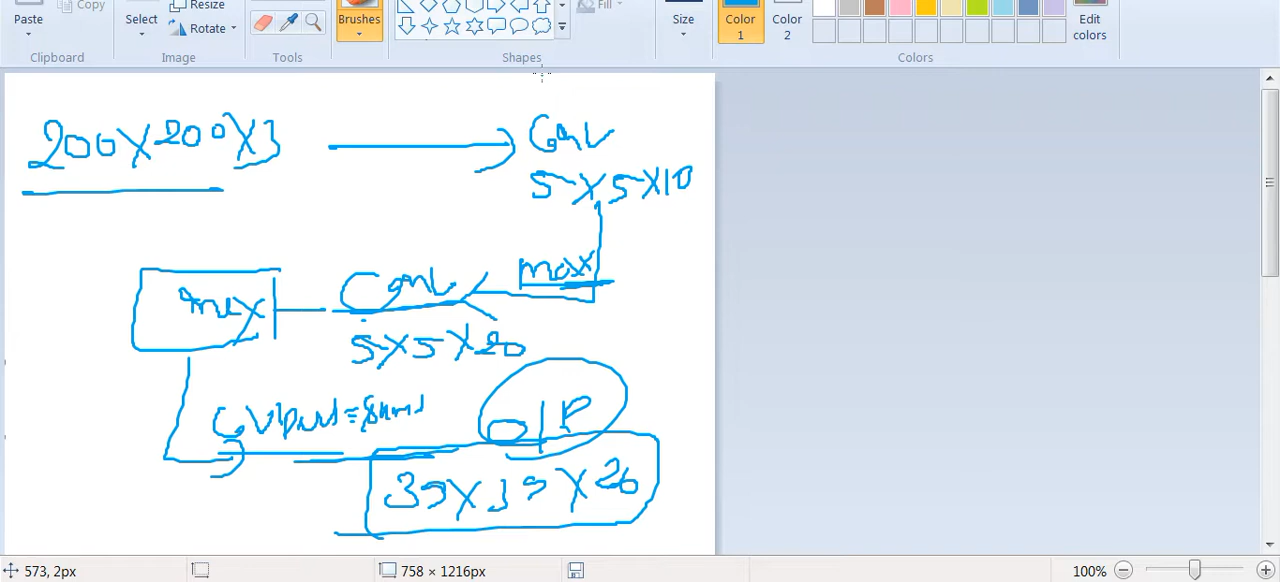 Paste
Copy
Select
Resize
Rotate
Brushes
Fill
Size
Color 1
Color 2
Edit colors
Clipboard
Image
Tools
Shapes
Colors
200X200X3
Conv
5X5X10
max
Conv
max
5X5X20
O/P
573, 2px
758 × 1216px
100%